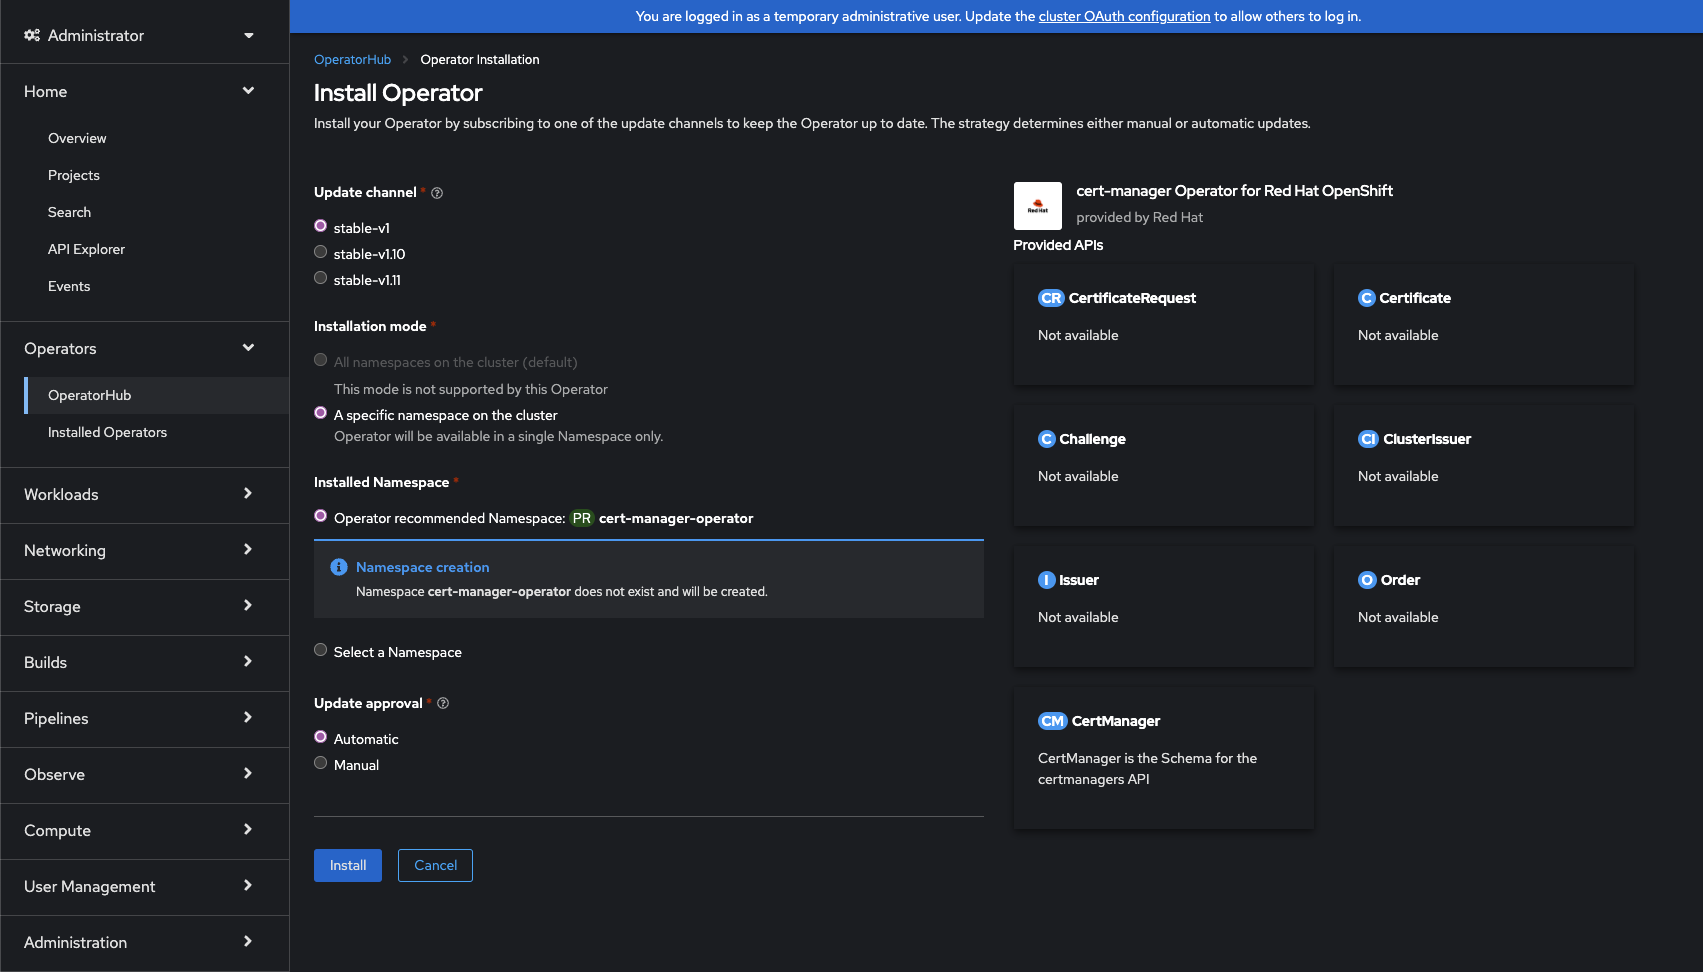 You are logged in as a temporary administrative user. Update the cluster OAuth configuration to allow others to log in.
Administrator
Home
Overview
Projects
Search
API Explorer
Events
Operators
OperatorHub
Installed Operators
Workloads
Networking
Storage
Builds
Pipelines
Observe
Compute
User Management
Administration
OperatorHub
Operator Installation
Install Operator
Install your Operator by subscribing to one of the update channels to keep the Operator up to date. The strategy determines either manual or automatic updates.
Update channel *
stable-v1
stable-v1.10
stable-v1.11
Installation mode *
All namespaces on the cluster (default)
This mode is not supported by this Operator
A specific namespace on the cluster
Operator will be available in a single Namespace only.
Installed Namespace *
Operator recommended Namespace: PR cert-manager-operator
Namespace creation
Namespace cert-manager-operator does not exist and will be created.
Select a Namespace
Update approval *
Automatic
Manual
Install
Cancel
Red Hat
cert-manager Operator for Red Hat OpenShift
provided by Red Hat
Provided APIs
CR CertificateRequest
Not available
C Certificate
Not available
C Challenge
Not available
CI ClusterIssuer
Not available
I Issuer
Not available
O Order
Not available
CM CertManager
CertManager is the Schema for the
certmanagers API